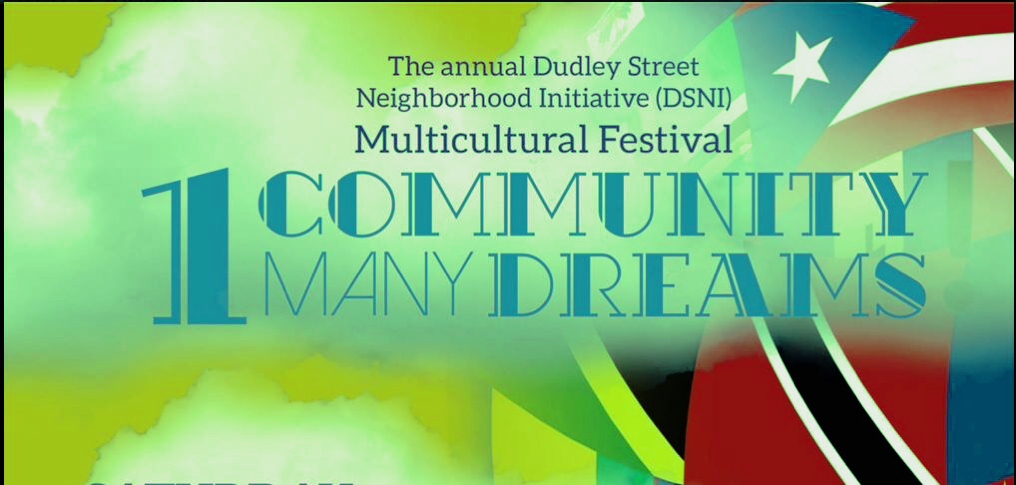 The annual Dudley Street
Neighborhood Initiative (DSNI)
Multicultural Festival
1 COMMUNITY
MANY DREAMS